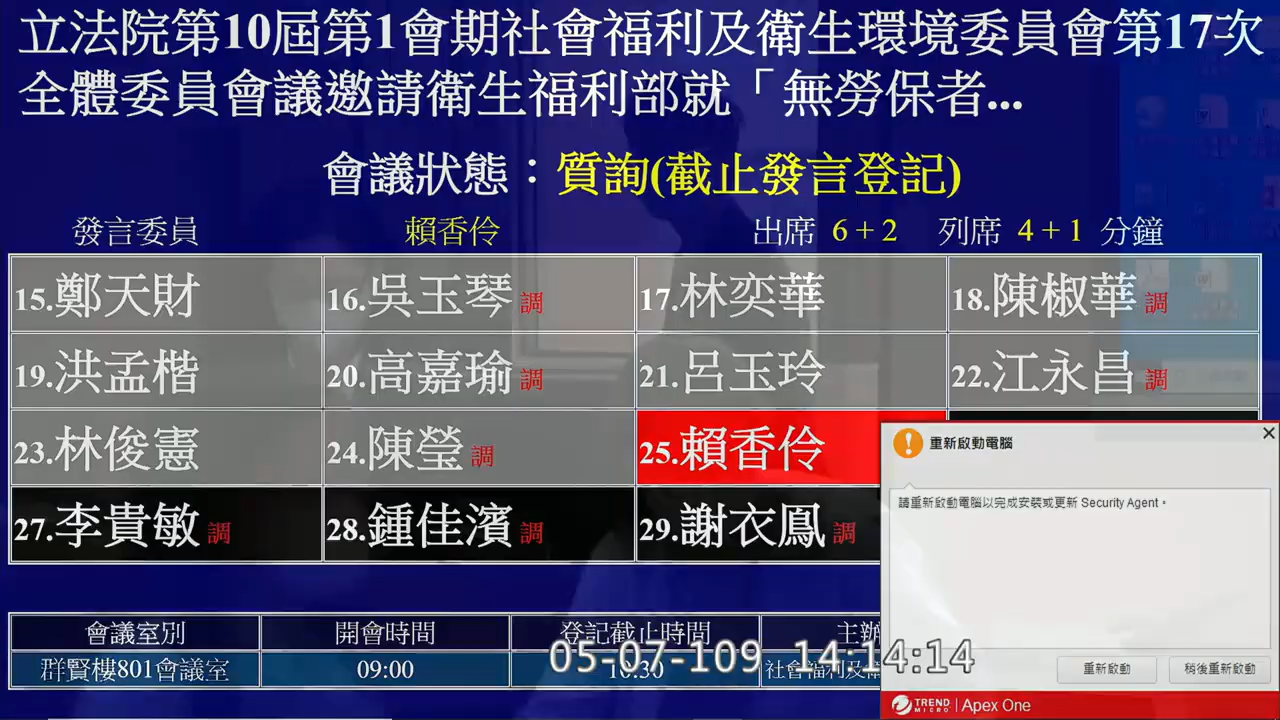 立法院第10屆第1會期社會福利及衛生環境委員會第17次
全體委員會議邀請衛生福利部就「無勞保者...
會議狀態：質詢(截止發言登記)
發言委員 賴香伶 出席 6 + 2 列席 4 + 1 分鐘
15.鄭天財 16.吳玉琴 調 17.林奕華 18.陳椒華 調
19.洪孟楷 20.高嘉瑜 調 21.呂玉玲 22.江永昌 調
23.林俊憲 24.陳瑩 調 25.賴香伶
27.李貴敏 調 28.鍾佳濱 調 29.謝衣鳳 調
重新啟動電腦
請重新啟動電腦以完成安裝或更新 Security Agent。
重新啟動 稍後重新啟動
TREND MICRO | Apex One
會議室別 開會時間 登記截止時間 主辦
群賢樓801會議室 09:00 10:30 社會福利及衛
05-07-109 14:14:14